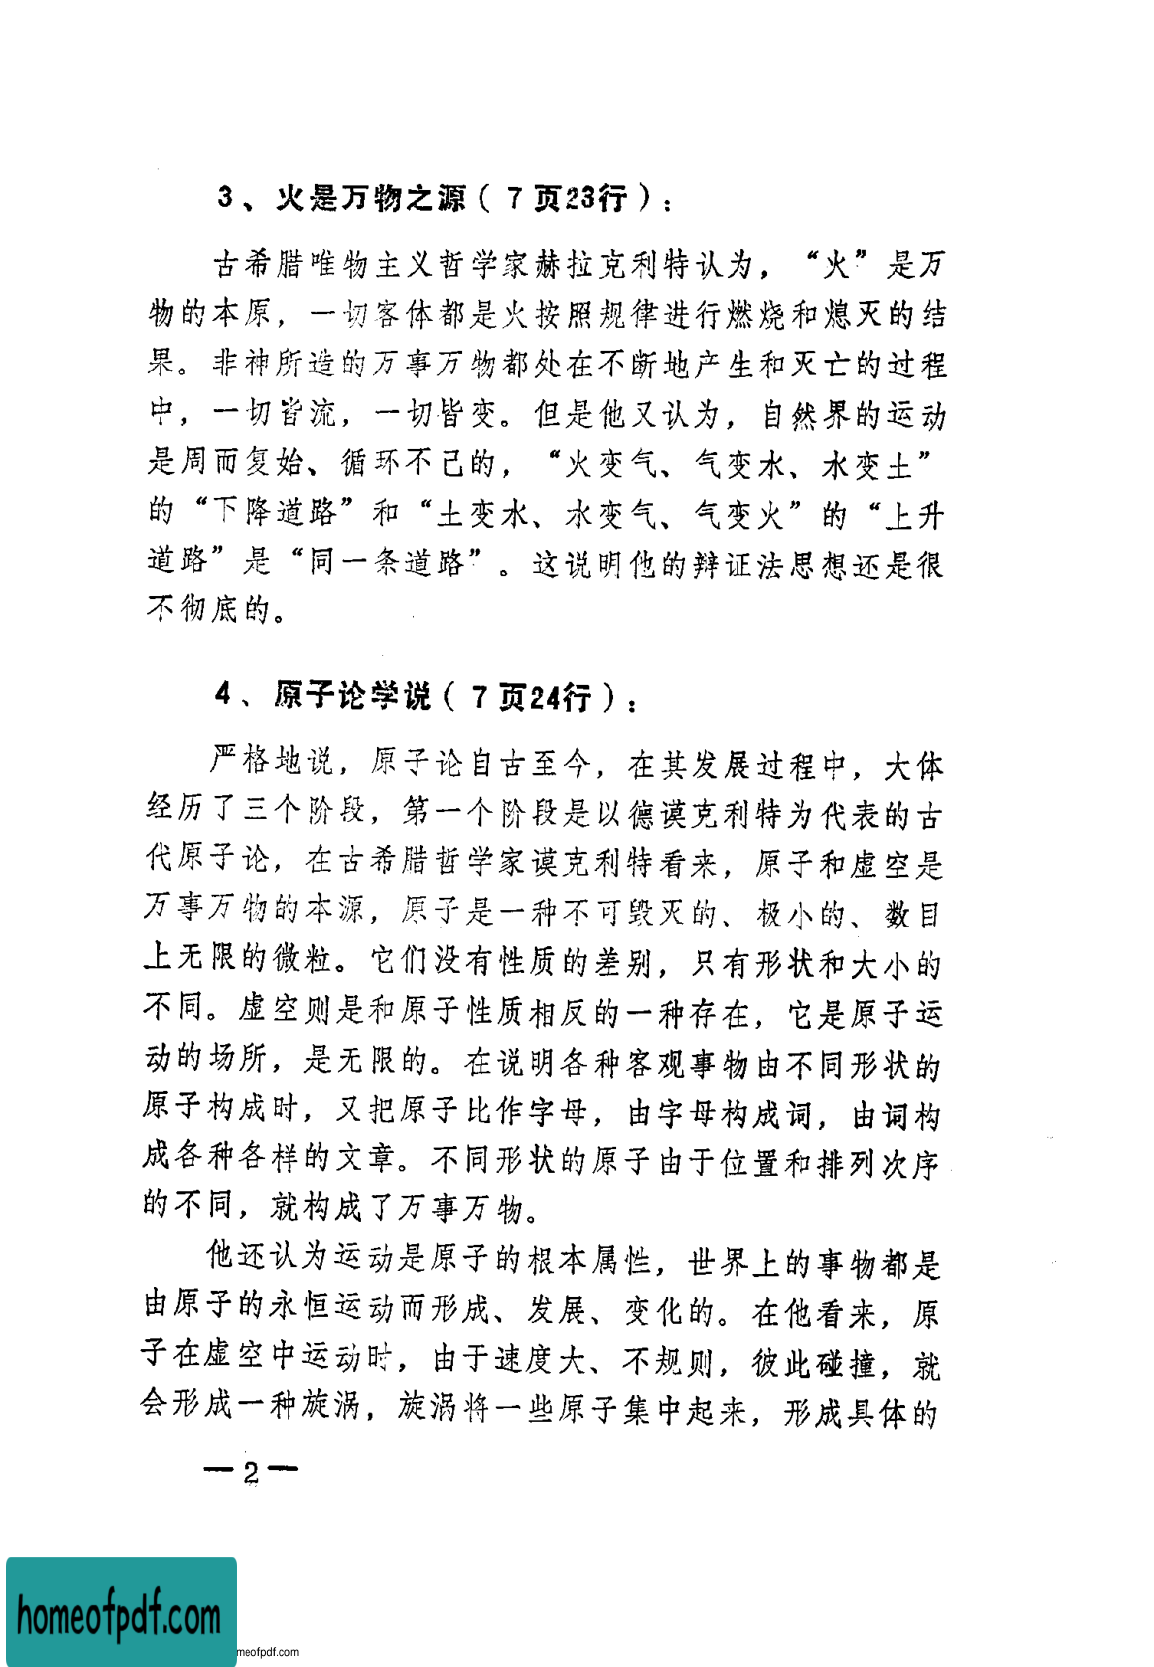 3、火是万物之源（7页23行）：
古希腊唯物主义哲学家赫拉克利特认为，“火”是万
物的本原，一切客体都是火按照规律进行燃烧和熄灭的结
果。非神所造的万事万物都处在不断地产生和灭亡的过程
中，一切皆流，一切皆变。但是他又认为，自然界的运动
是周而复始、循环不己的，“火变气、气变水、水变土”
的“下降道路”和“土变水、水变气、气变火”的“上升
道路”是“同一条道路”。这说明他的辩证法思想还是很
不彻底的。
4、原子论学说（7页24行）：
严格地说，原子论自古至今，在其发展过程中，大体
经历了三个阶段，第一个阶段是以德谟克利特为代表的古
代原子论，在古希腊哲学家谟克利特看来，原子和虚空是
万事万物的本源，原子是一种不可毁灭的、极小的、数目
上无限的微粒。它们没有性质的差别，只有形状和大小的
不同。虚空则是和原子性质相反的一种存在，它是原子运
动的场所，是无限的。在说明各种客观事物由不同形状的
原子构成时，又把原子比作字母，由字母构成词，由词构
成各种各样的文章。不同形状的原子由于位置和排列次序
的不同，就构成了万事万物。
他还认为运动是原子的根本属性，世界上的事物都是
由原子的永恒运动而形成、发展、变化的。在他看来，原
子在虚空中运动时，由于速度大、不规则，彼此碰撞，就
会形成一种旋涡，旋涡将一些原子集中起来，形成具体的
—2—
homeofpdf.com
meofpdf.com